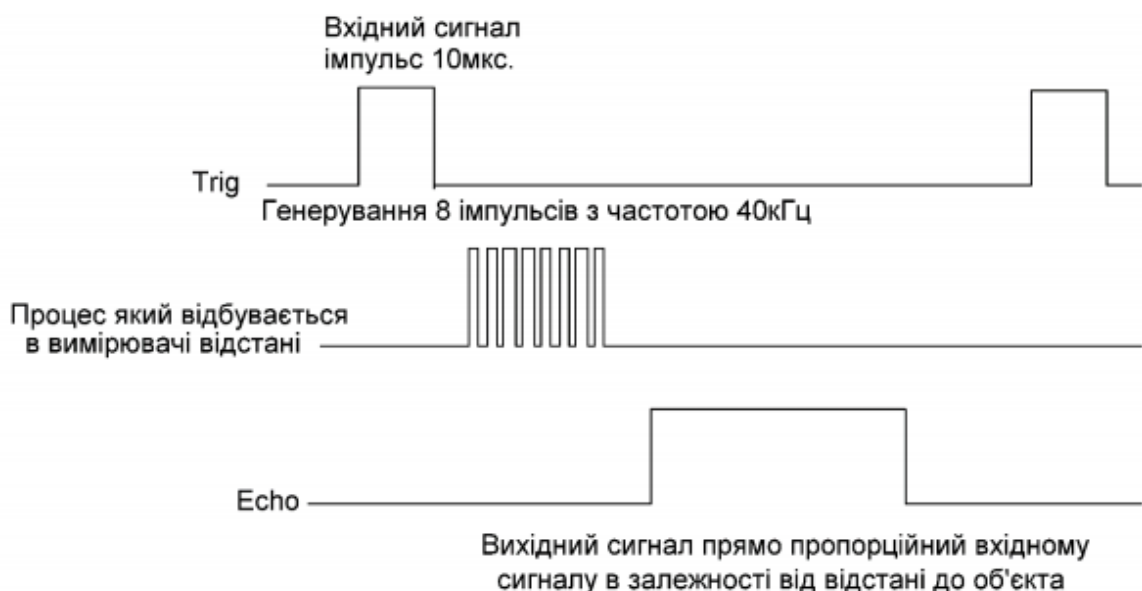 Вхідний сигнал
імпульс 10мкс.
Trig
Генерування 8 імпульсів з частотою 40кГц
Процес який відбувається
в вимірювачі відстані
Echo
Вихідний сигнал прямо пропорційний вхідному
сигналу в залежності від відстані до об'єкта